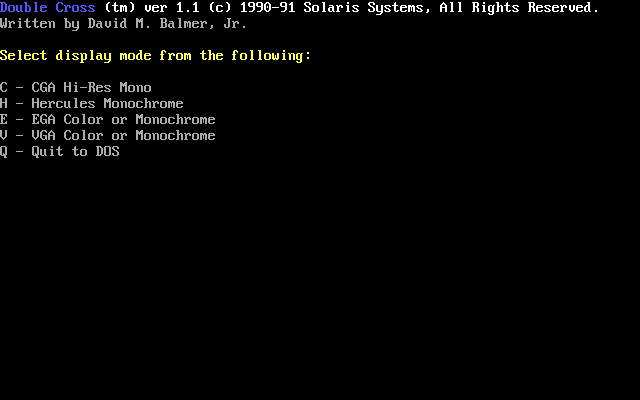 Double Cross (tm) ver 1.1 (c) 1990-91 Solaris Systems, All Rights Reserved.
Written by David M. Balmer, Jr.
Select display mode from the following:
C - CGA Hi-Res Mono
H - Hercules Monochrome
E - EGA Color or Monochrome
V - VGA Color or Monochrome
Q - Quit to DOS